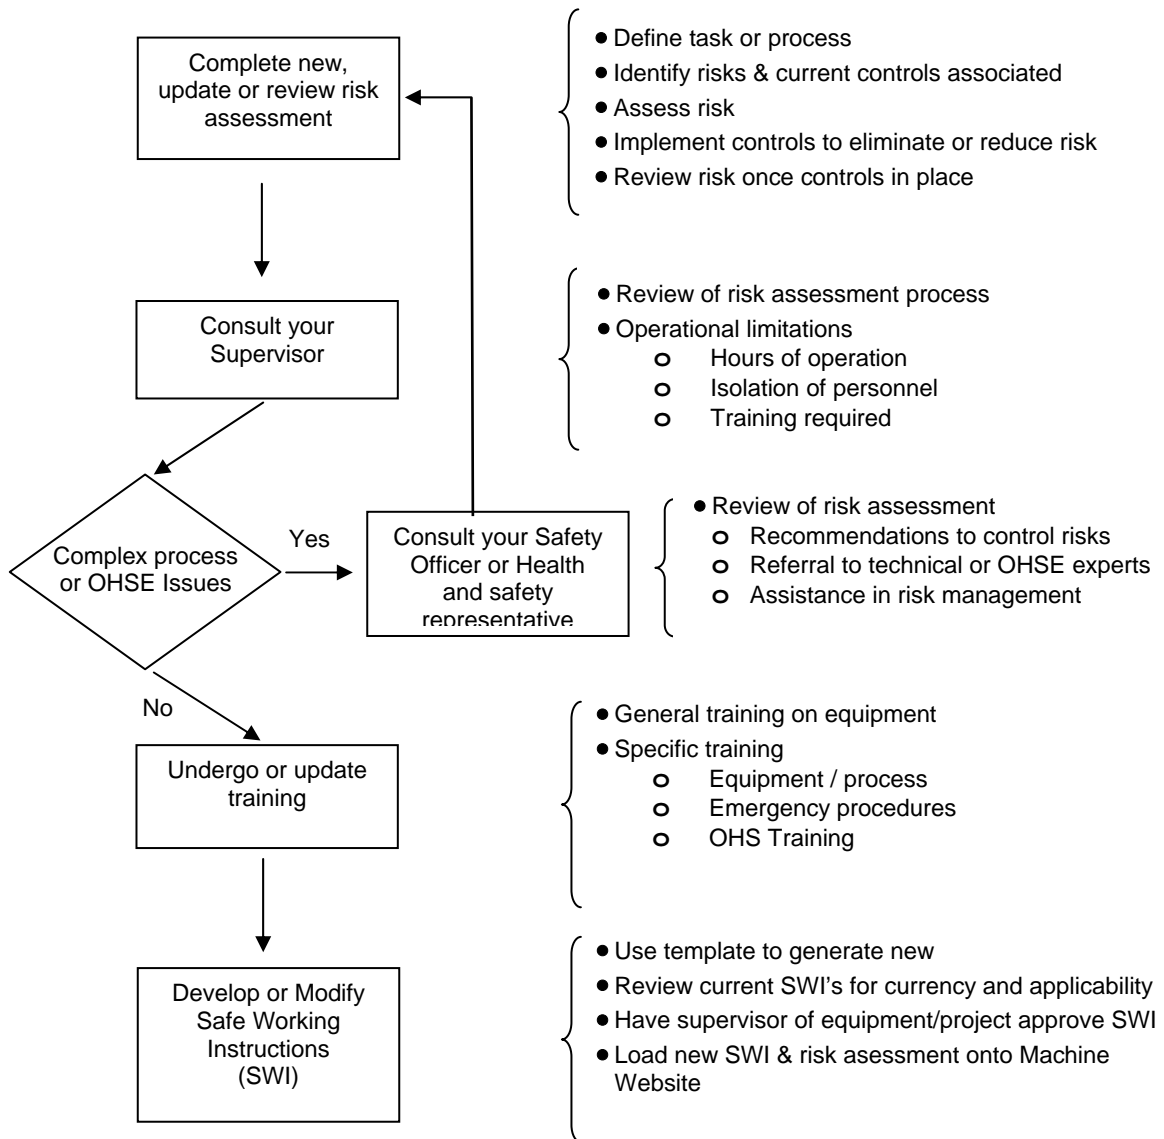 Complete new,
update or review risk
assessment
● Define task or process
● Identify risks & current controls associated
● Assess risk
● Implement controls to eliminate or reduce risk
● Review risk once controls in place
Consult your
Supervisor
● Review of risk assessment process
● Operational limitations
o Hours of operation
o Isolation of personnel
o Training required
Complex process
or OHSE Issues
Yes
Consult your Safety
Officer or Health
and safety
representative
● Review of risk assessment
o Recommendations to control risks
o Referral to technical or OHSE experts
o Assistance in risk management
No
Undergo or update
training
● General training on equipment
● Specific training
o Equipment / process
o Emergency procedures
o OHS Training
Develop or Modify
Safe Working
Instructions
(SWI)
● Use template to generate new
● Review current SWI's for currency and applicability
● Have supervisor of equipment/project approve SWI
● Load new SWI & risk asessment onto Machine
Website